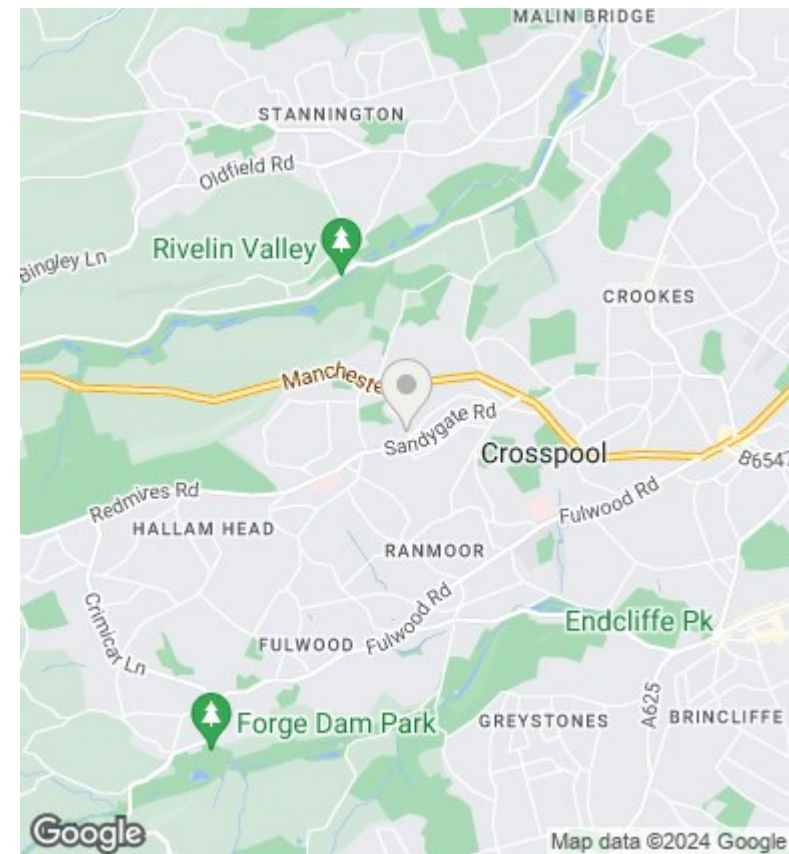 MALIN BRIDGE
STANNINGTON
Oldfield Rd
Rivelin Valley
Bingley Ln
CROOKES
Manchester
Sandygate Rd
Crosspool
B6547
Redmires Rd
Fulwood Rd
HALLAM HEAD
RANMOOR
Crimicar Ln
Fulwood Rd
Endcliffe Pk
FULWOOD
A625
Forge Dam Park
GREYSTONES
BRINCLIFFE
Google
Map data ©2024 Google